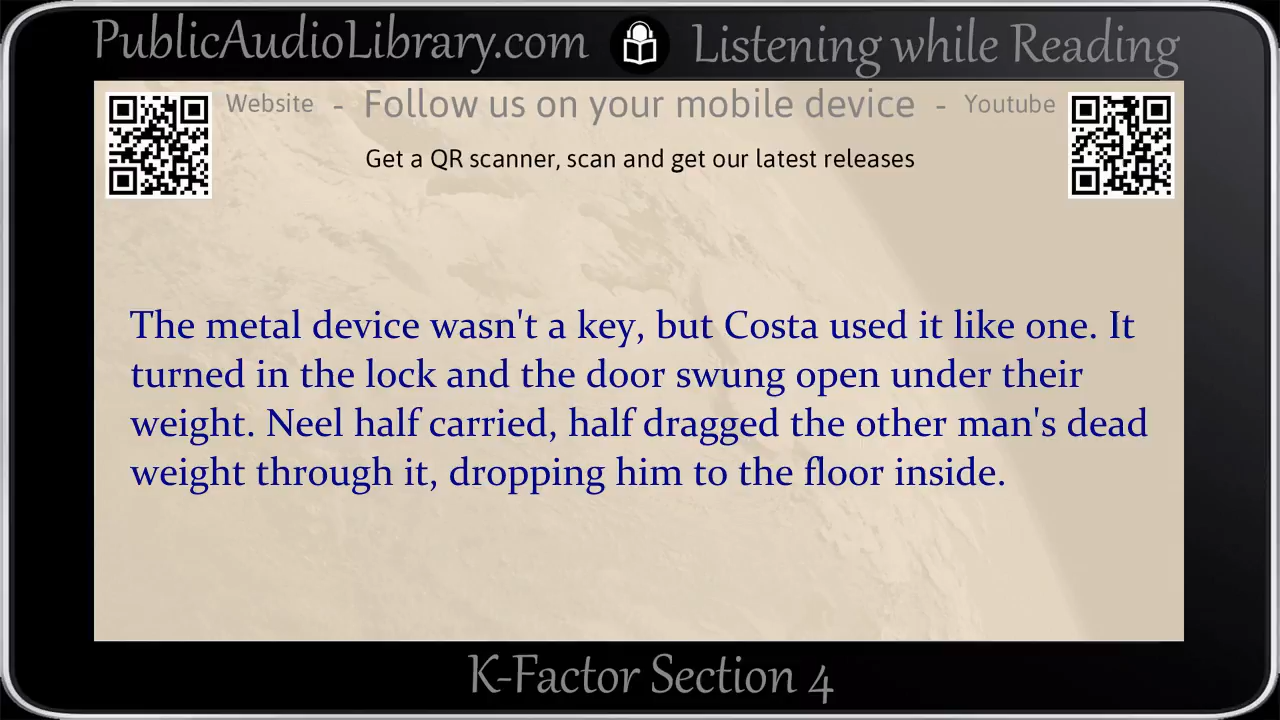 PublicAudioLibrary.com Listening while Reading
Website - Follow us on your mobile device - Youtube
Get a QR scanner, scan and get our latest releases
The metal device wasn't a key, but Costa used it like one. It
turned in the lock and the door swung open under their
weight. Neel half carried, half dragged the other man's dead
weight through it, dropping him to the floor inside.
K-Factor Section 4